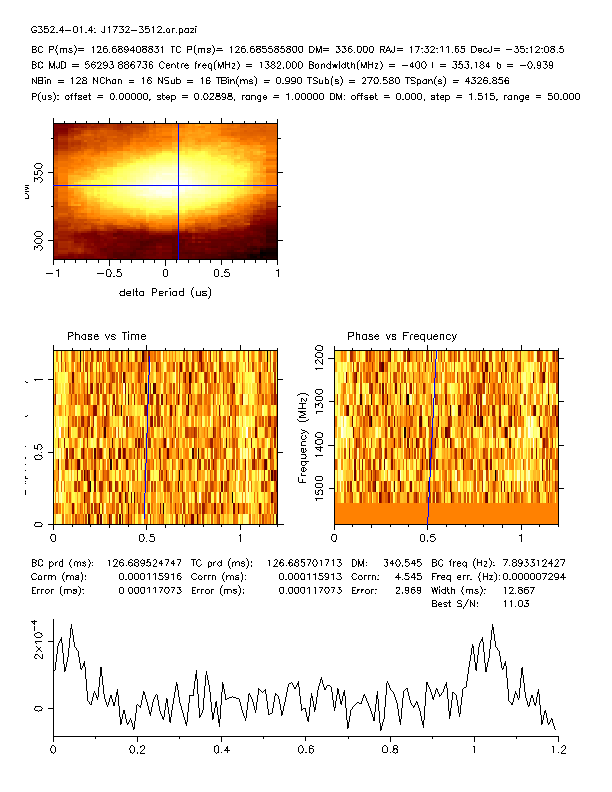 G352.4-01.4: J1732-3512.ar.pazi
BC P(ms)= 126.689408831 TC P(ms)= 126.685585800 DM= 336.000 RAJ= 17:32:11.65 DecJ= -35:12:08.5
BC MJD = 56293 886736 Centre freq(MHz) = 1382.000 Bandwidth(MHz) = -400 l = 353.184 b = -0.939
NBin = 128 NChan = 16 NSub = 16 TBin(ms) = 0.990 TSub(s) = 270.580 TSpan(s) = 4326.856
P(us): offset = 0.00000, step = 0.02898, range = 1.00000 DM: offset = 0.000, step = 1.515, range = 50.000
350
300
-1 -0.5 0 0.5 1
delta Period (us)
Phase vs Time
1
0.5
0
0 0.5 1
Phase vs Frequency
Frequency (MHz)
1200
1300
1400
1500
0 0.5 1
BC prd (ms): 126.689524747 TC prd (ms): 126.685701713 DM: 340.545 BC freq (Hz): 7.893312427
Corrn (ms): 0.000115916 Corrn (ms): 0.000115913 Corrn: 4.545 Freq err. (Hz): 0.000007294
Error (ms): 0 000117073 Error (ms): 0.000117073 Error: 2.969 Width (ms): 12.867
Best S/N: 11.03
2×10⁻⁴
0
0 0.2 0.4 0.6 0.8 1 1.2